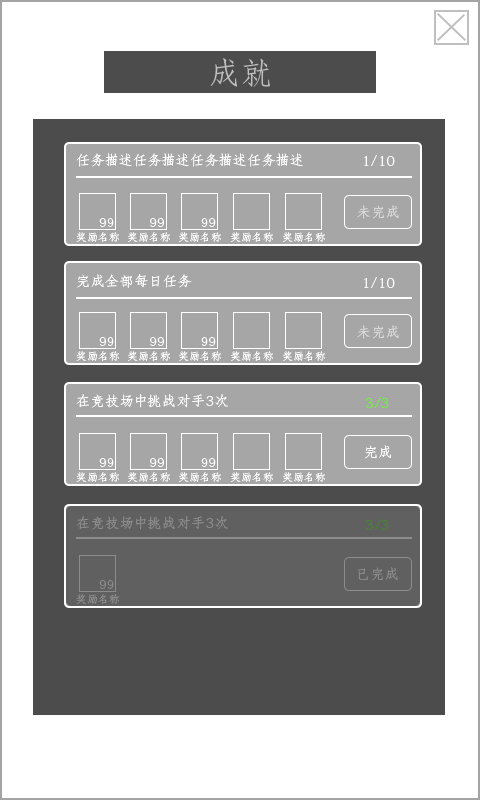 成就
任务描述任务描述任务描述任务描述 1/10
99 99 99
奖励名称 奖励名称 奖励名称 奖励名称 奖励名称 未完成
完成全部每日任务 1/10
99 99 99
奖励名称 奖励名称 奖励名称 奖励名称 奖励名称 未完成
在竞技场中挑战对手3次 3/3
99 99 99
奖励名称 奖励名称 奖励名称 奖励名称 奖励名称 完成
在竞技场中挑战对手3次 3/3
99
奖励名称 已完成